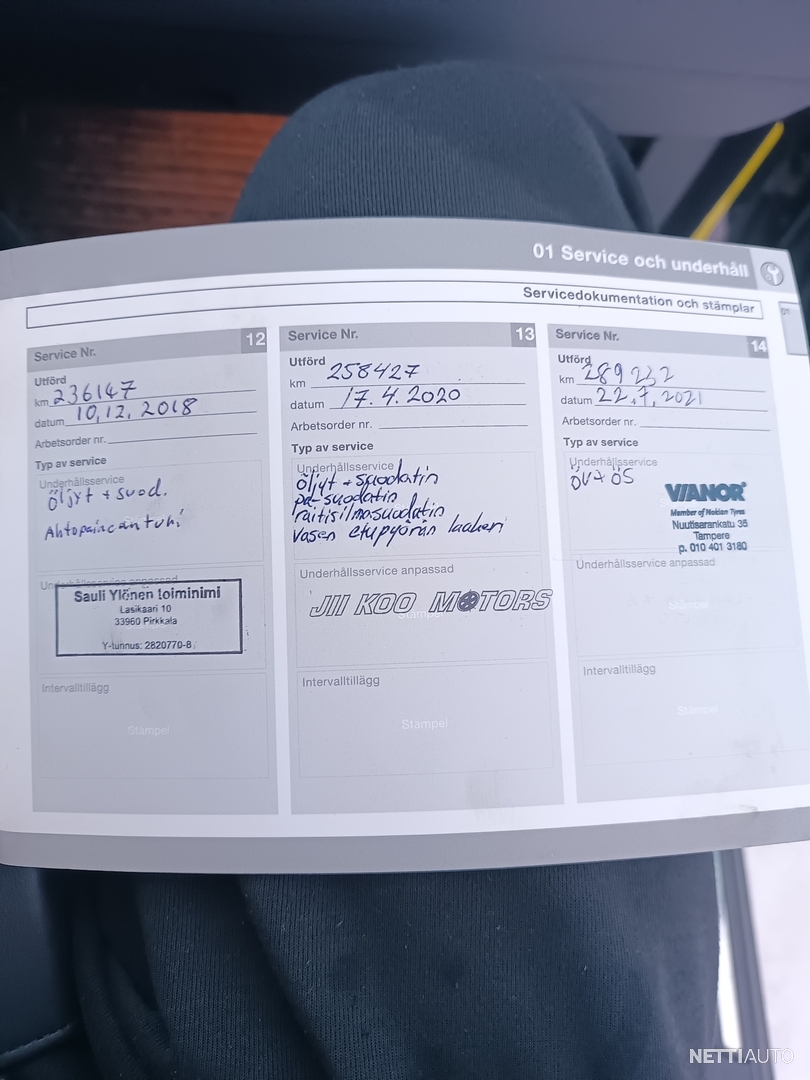 01 Service och underhåll
Servicedokumentation och stämplar
01
Service Nr. 12
Utförd
km 236147
datum 10,12, 2018
Arbetsorder nr.
Typ av service
Underhållsservice
Öljyt + suod.
Ahtopaineanturi
Sauli Ylönen toiminimi
Lasikaari 10
33960 Pirkkala
Y-tunnus: 2820770-8
Intervalltillägg
Stämpel
Service Nr. 13
Utförd
km 258427
datum 17.4.2020
Arbetsorder nr.
Typ av service
Underhållsservice
Öljyt + suodatin
pa-suodatin
raitisilmasuodatin
vasen etupyörän laakeri
Underhållsservice anpassad
JII KOO MOTORS
Stämpel
Intervalltillägg
Stämpel
Service Nr. 14
Utförd
km 289232
datum 22.7.2021
Arbetsorder nr.
Typ av service
Underhållsservice
ÖV+ÖS
VIANOR
Member of Nokian Tyres
Nuutisarankatu 35
Tampere
p. 010 401 3180
Underhållsservice anpassad
Stämpel
Intervalltillägg
Stämpel
NETTIAUTO